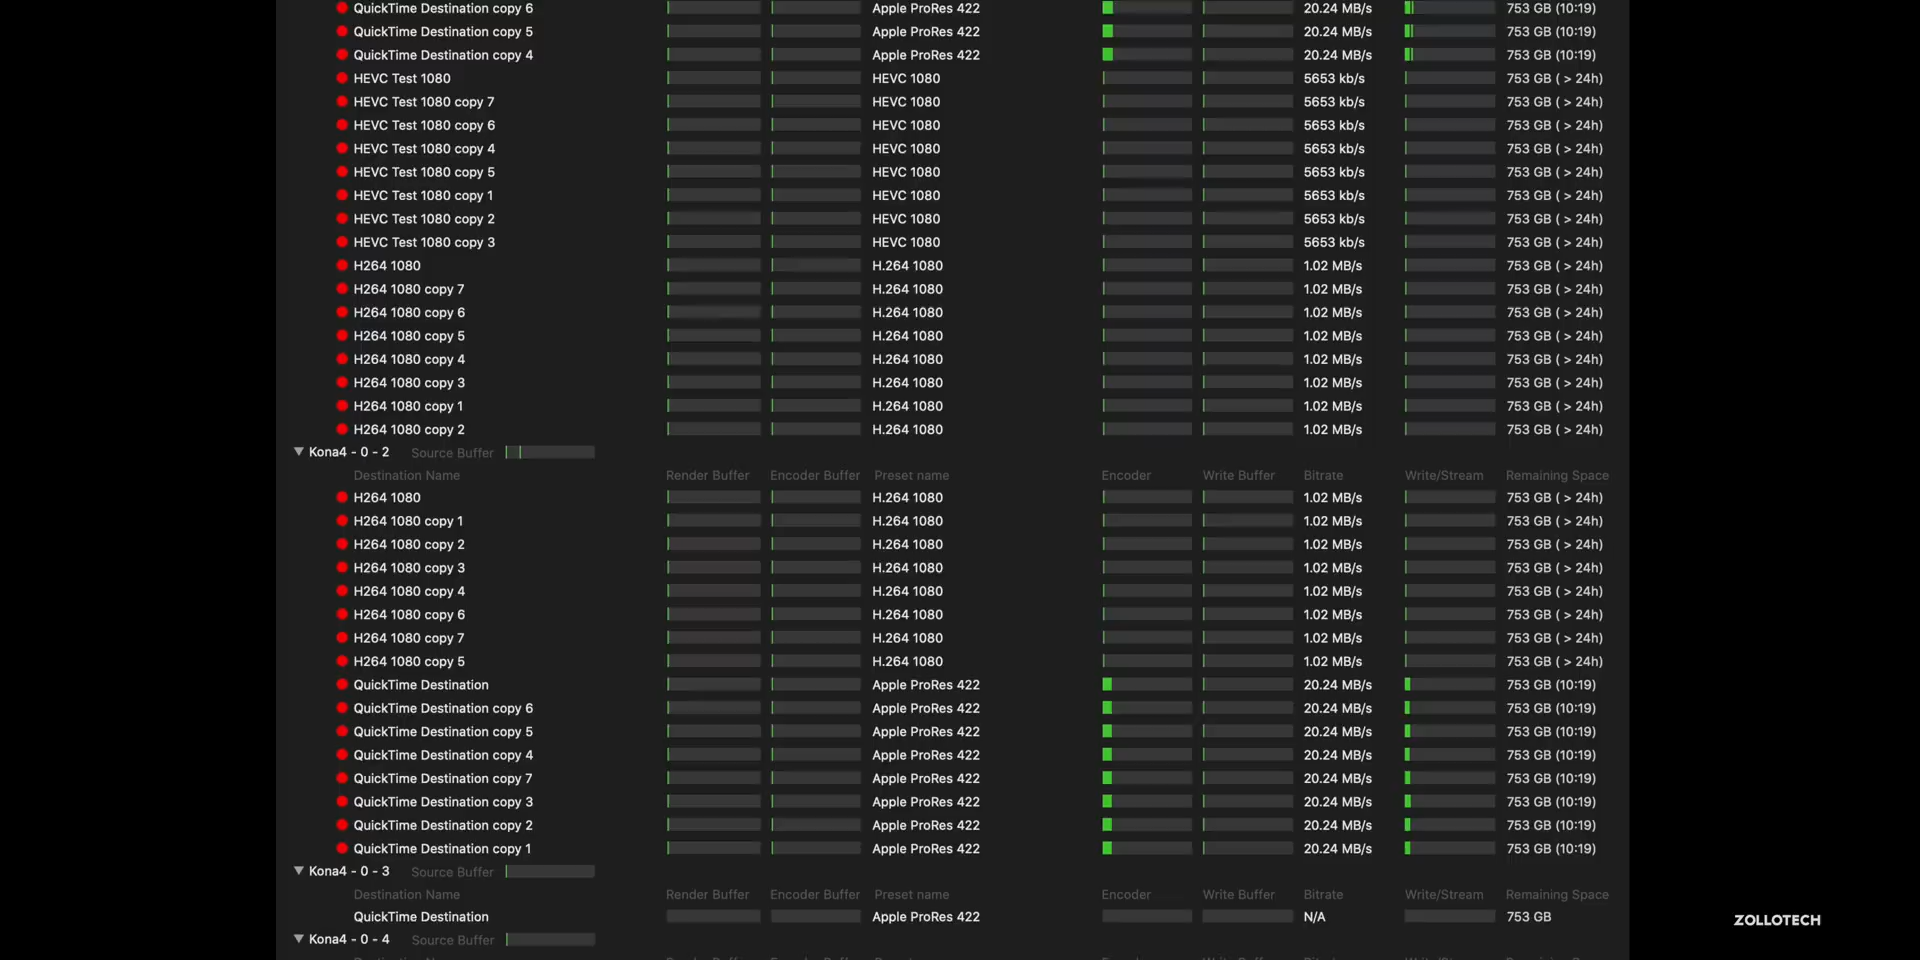 QuickTime Destination copy 6 Apple ProRes 422 20.24 MB/s 753 GB (10:19)
QuickTime Destination copy 5 Apple ProRes 422 20.24 MB/s 753 GB (10:19)
QuickTime Destination copy 4 Apple ProRes 422 20.24 MB/s 753 GB (10:19)
HEVC Test 1080 HEVC 1080 5653 kb/s 753 GB ( > 24h)
HEVC Test 1080 copy 7 HEVC 1080 5653 kb/s 753 GB ( > 24h)
HEVC Test 1080 copy 6 HEVC 1080 5653 kb/s 753 GB ( > 24h)
HEVC Test 1080 copy 4 HEVC 1080 5653 kb/s 753 GB ( > 24h)
HEVC Test 1080 copy 5 HEVC 1080 5653 kb/s 753 GB ( > 24h)
HEVC Test 1080 copy 1 HEVC 1080 5653 kb/s 753 GB ( > 24h)
HEVC Test 1080 copy 2 HEVC 1080 5653 kb/s 753 GB ( > 24h)
HEVC Test 1080 copy 3 HEVC 1080 5653 kb/s 753 GB ( > 24h)
H264 1080 H.264 1080 1.02 MB/s 753 GB ( > 24h)
H264 1080 copy 7 H.264 1080 1.02 MB/s 753 GB ( > 24h)
H264 1080 copy 6 H.264 1080 1.02 MB/s 753 GB ( > 24h)
H264 1080 copy 5 H.264 1080 1.02 MB/s 753 GB ( > 24h)
H264 1080 copy 4 H.264 1080 1.02 MB/s 753 GB ( > 24h)
H264 1080 copy 3 H.264 1080 1.02 MB/s 753 GB ( > 24h)
H264 1080 copy 1 H.264 1080 1.02 MB/s 753 GB ( > 24h)
H264 1080 copy 2 H.264 1080 1.02 MB/s 753 GB ( > 24h)
Kona4 - 0 - 2 Source Buffer
Destination Name Render Buffer Encoder Buffer Preset name Encoder Write Buffer Bitrate Write/Stream Remaining Space
H264 1080 H.264 1080 1.02 MB/s 753 GB ( > 24h)
H264 1080 copy 1 H.264 1080 1.02 MB/s 753 GB ( > 24h)
H264 1080 copy 2 H.264 1080 1.02 MB/s 753 GB ( > 24h)
H264 1080 copy 3 H.264 1080 1.02 MB/s 753 GB ( > 24h)
H264 1080 copy 4 H.264 1080 1.02 MB/s 753 GB ( > 24h)
H264 1080 copy 6 H.264 1080 1.02 MB/s 753 GB ( > 24h)
H264 1080 copy 7 H.264 1080 1.02 MB/s 753 GB ( > 24h)
H264 1080 copy 5 H.264 1080 1.02 MB/s 753 GB ( > 24h)
QuickTime Destination Apple ProRes 422 20.24 MB/s 753 GB (10:19)
QuickTime Destination copy 6 Apple ProRes 422 20.24 MB/s 753 GB (10:19)
QuickTime Destination copy 5 Apple ProRes 422 20.24 MB/s 753 GB (10:19)
QuickTime Destination copy 4 Apple ProRes 422 20.24 MB/s 753 GB (10:19)
QuickTime Destination copy 7 Apple ProRes 422 20.24 MB/s 753 GB (10:19)
QuickTime Destination copy 3 Apple ProRes 422 20.24 MB/s 753 GB (10:19)
QuickTime Destination copy 2 Apple ProRes 422 20.24 MB/s 753 GB (10:19)
QuickTime Destination copy 1 Apple ProRes 422 20.24 MB/s 753 GB (10:19)
Kona4 - 0 - 3 Source Buffer
Destination Name Render Buffer Encoder Buffer Preset name Encoder Write Buffer Bitrate Write/Stream Remaining Space
QuickTime Destination Apple ProRes 422 N/A 753 GB
Kona4 - 0 - 4 Source Buffer
ZOLLOTECH